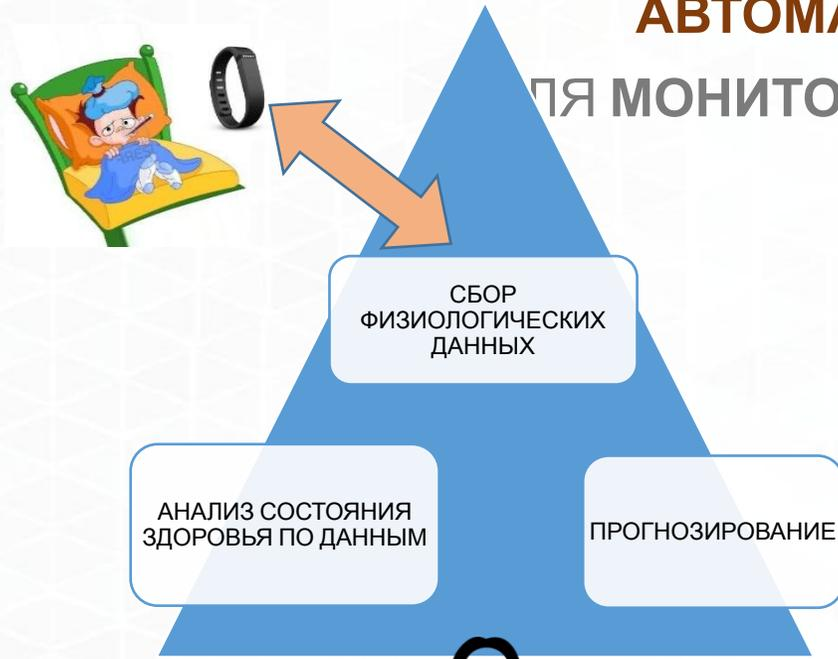 АВТОМА
ЛЯ МОНИТО
СБОР
ФИЗИОЛОГИЧЕСКИХ
ДАННЫХ
АНАЛИЗ СОСТОЯНИЯ
ЗДОРОВЬЯ ПО ДАННЫМ
ПРОГНОЗИРОВАНИЕ